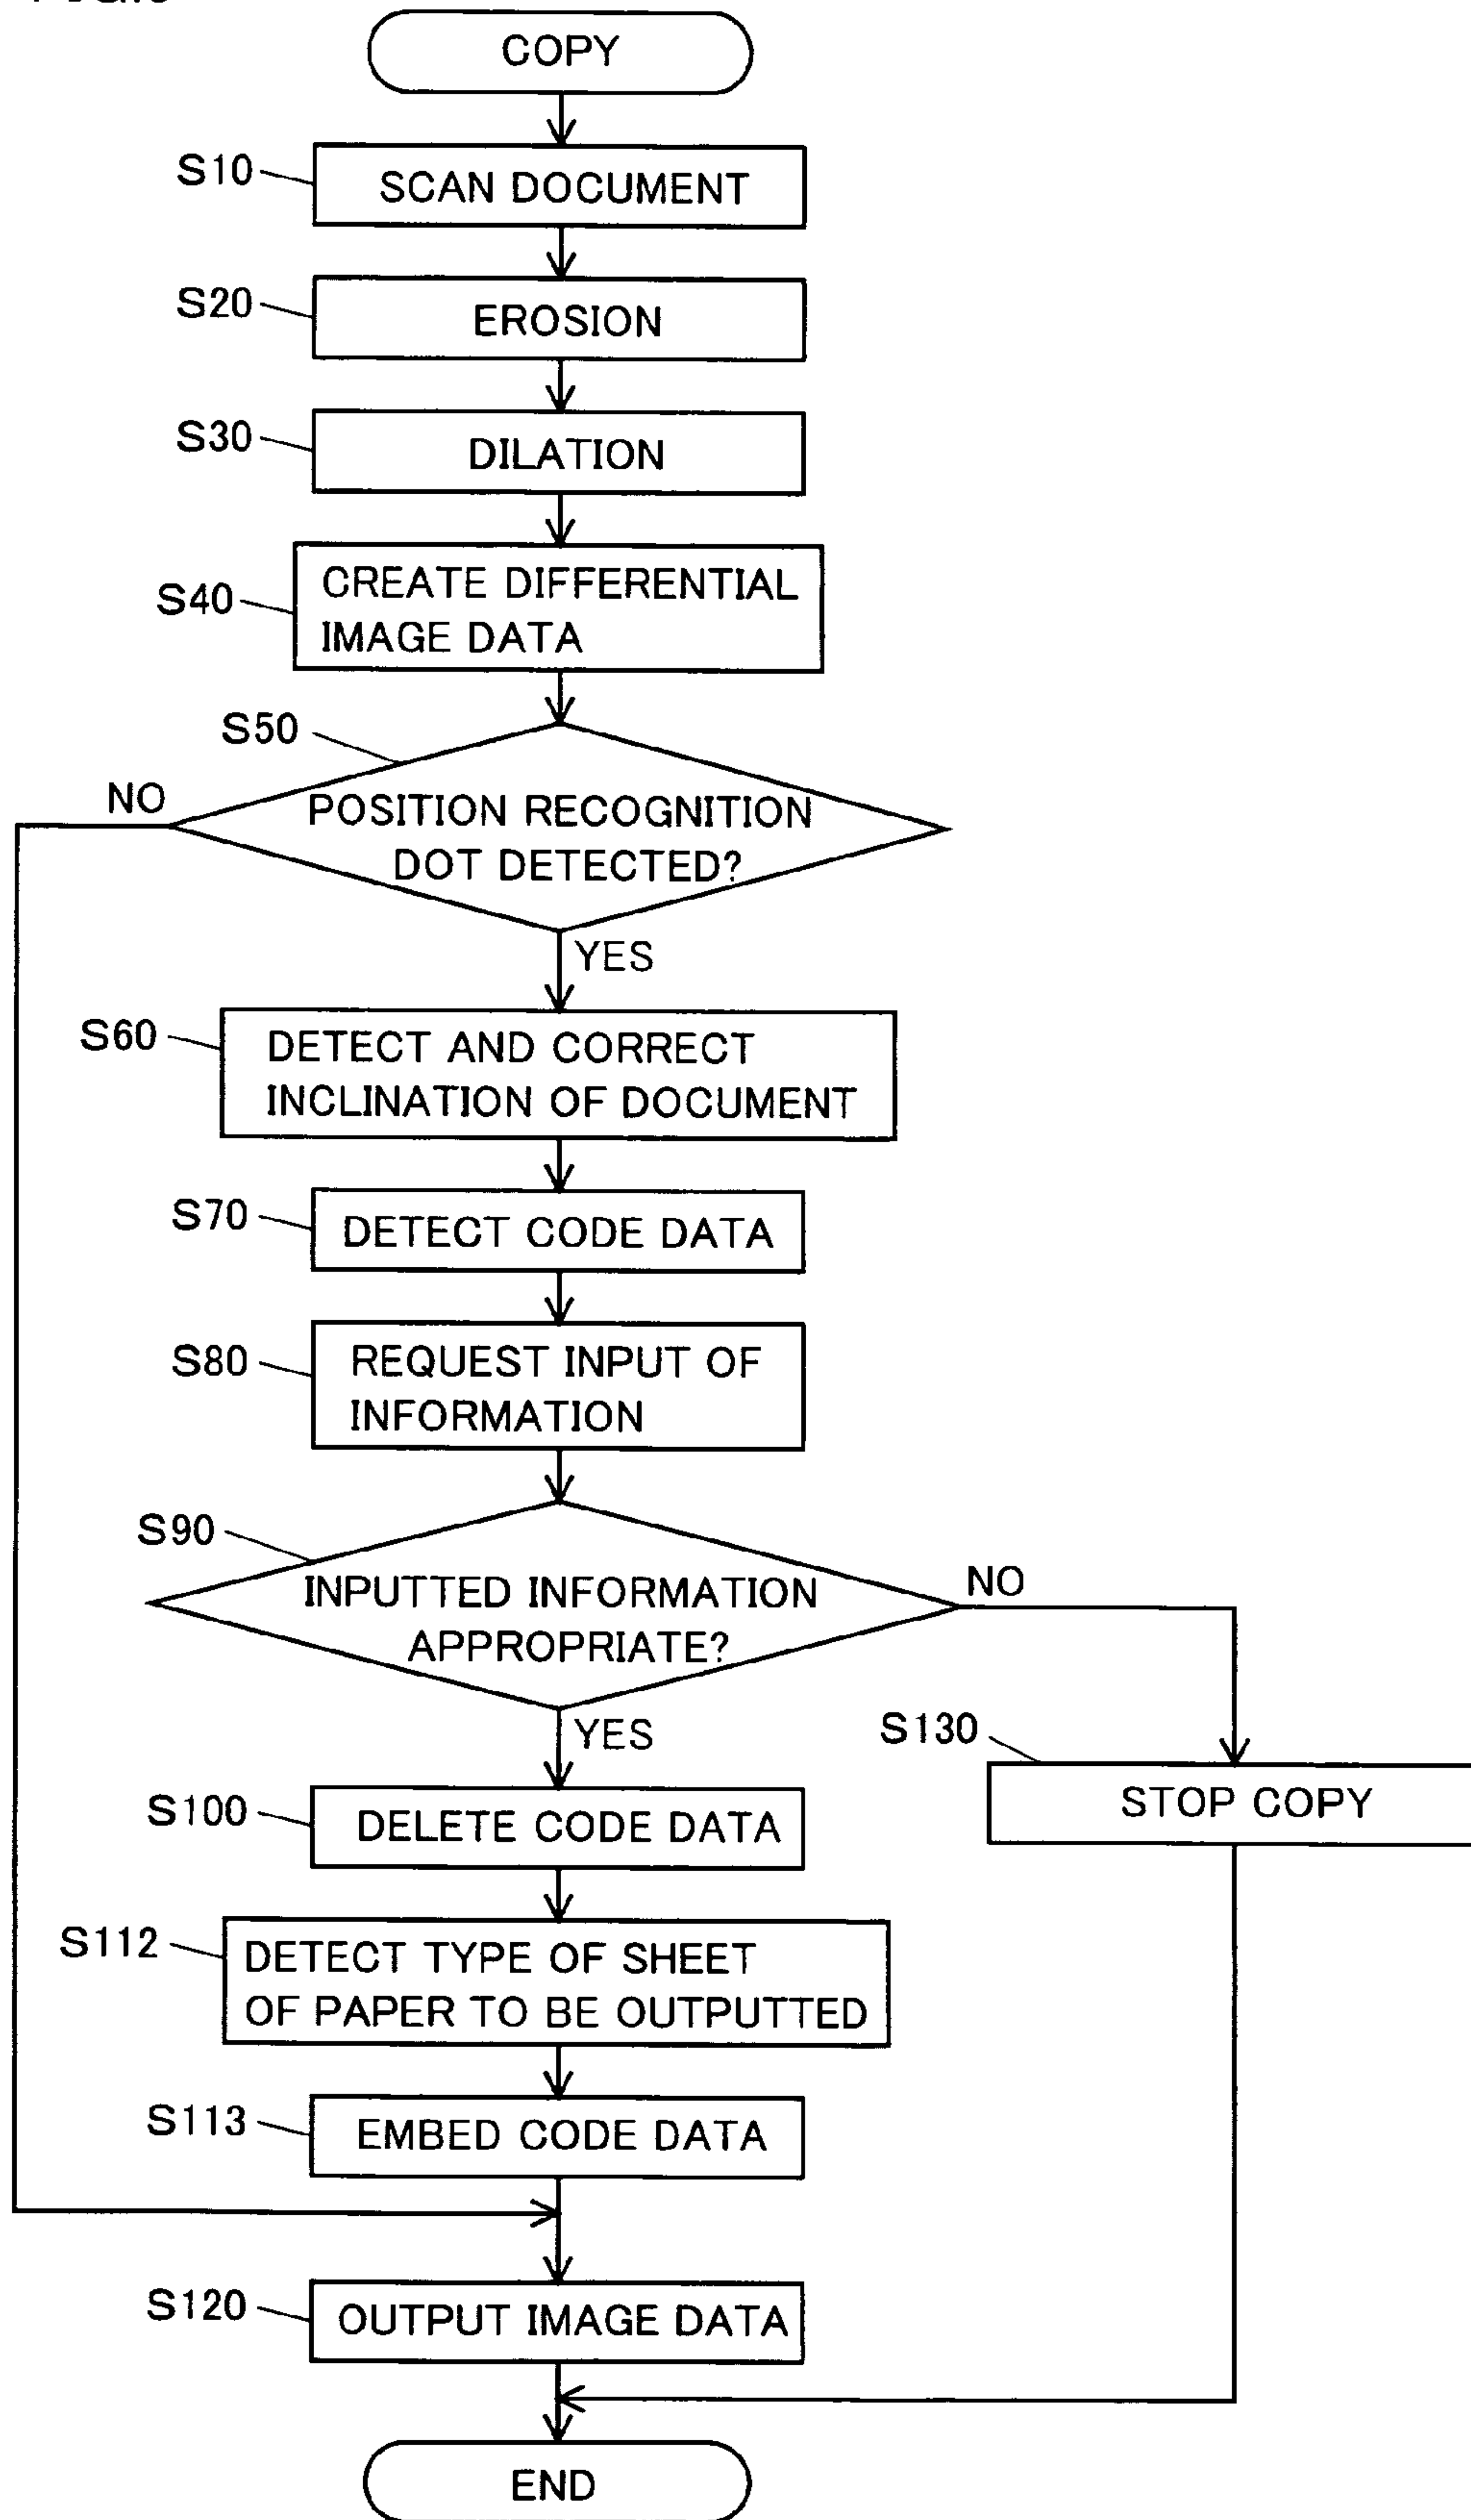 COPY
S10
SCAN DOCUMENT
S20
EROSION
S30
DILATION
S40
CREATE DIFFERENTIAL
IMAGE DATA
S50
NO
POSITION RECOGNITION
DOT DETECTED?
YES
S60
DETECT AND CORRECT
INCLINATION OF DOCUMENT
S70
DETECT CODE DATA
S80
REQUEST INPUT OF
INFORMATION
S90
INPUTTED INFORMATION
APPROPRIATE?
NO
YES
S130
STOP COPY
S100
DELETE CODE DATA
S112
DETECT TYPE OF SHEET
OF PAPER TO BE OUTPUTTED
S113
EMBED CODE DATA
S120
OUTPUT IMAGE DATA
END